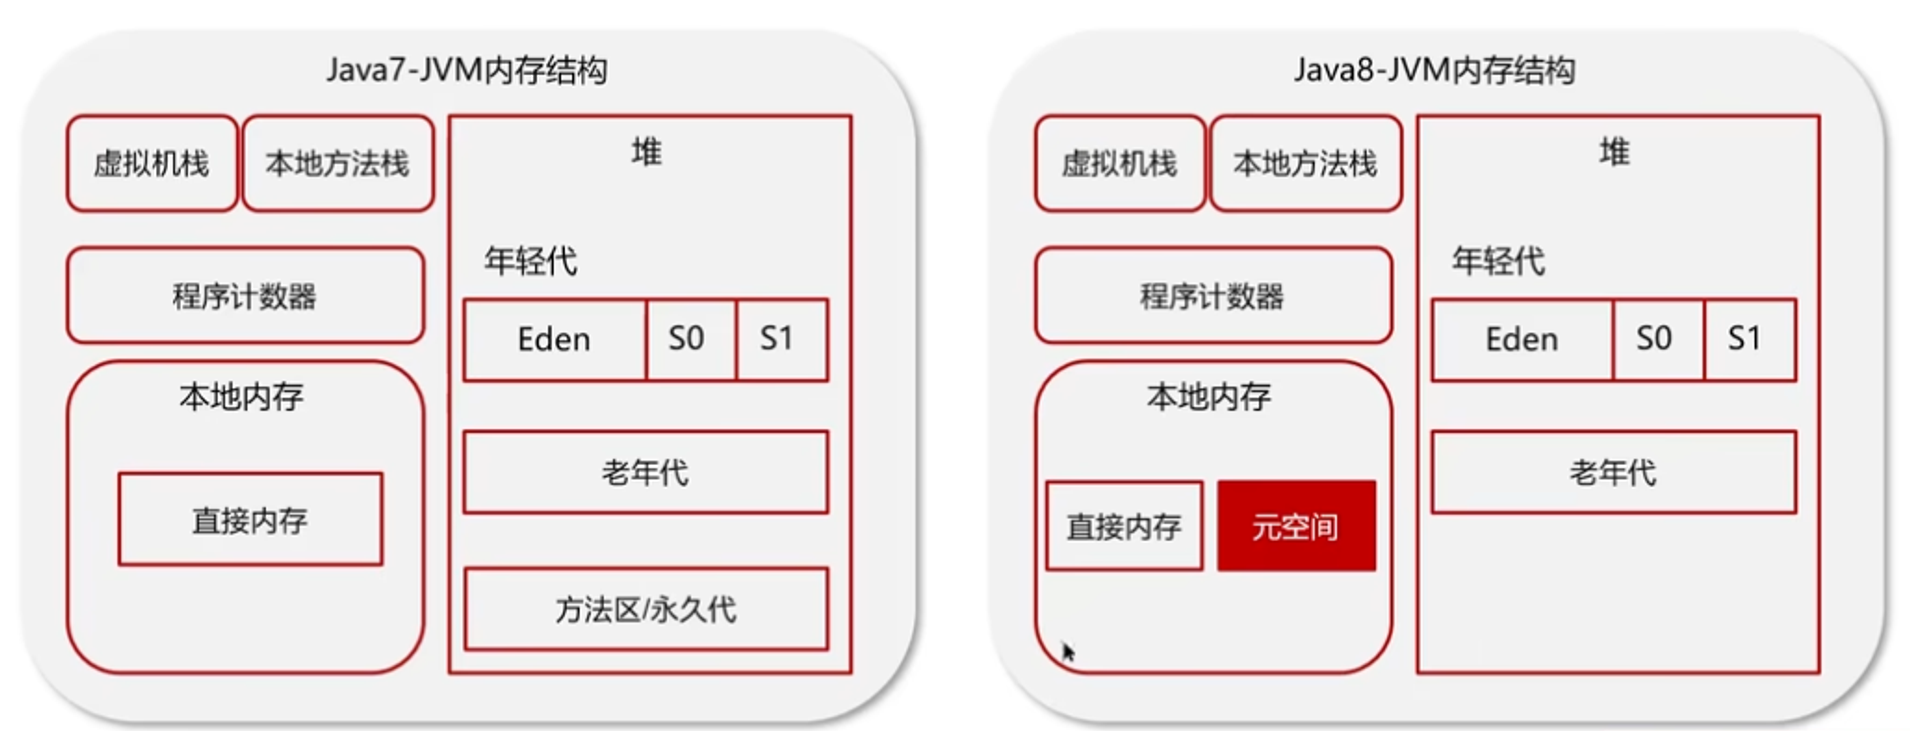 Java7-JVM内存结构
虚拟机栈
本地方法栈
程序计数器
本地内存
直接内存
堆
年轻代
Eden
S0
S1
老年代
方法区/永久代
Java8-JVM内存结构
虚拟机栈
本地方法栈
程序计数器
本地内存
直接内存
元空间
堆
年轻代
Eden
S0
S1
老年代